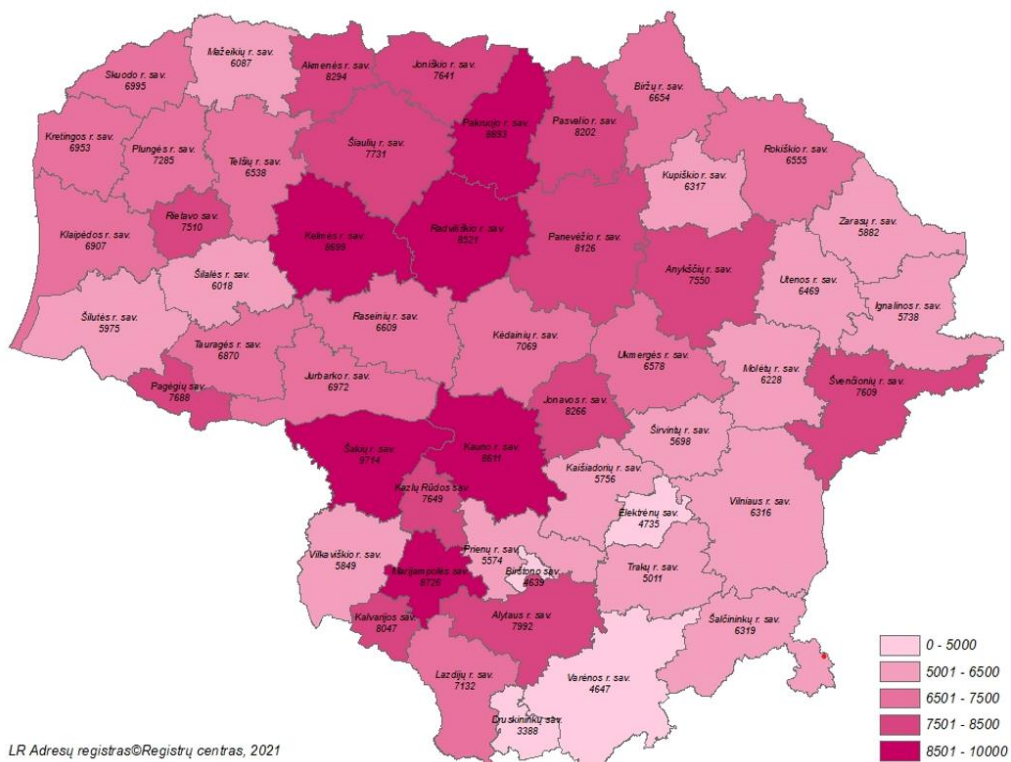 Mažeikių r. sav.
6087
Akmenės r. sav.
8294
Joniškio r. sav.
7641
Skuodo r. sav.
6995
Biržų r. sav.
6654
Pakruojo r. sav.
8893
Pasvalio r. sav.
8202
Kretingos r. sav.
6953
Plungės r. sav.
7285
Telšių r. sav.
6538
Šiaulių r. sav.
7731
Rokiškio r. sav.
6555
Kupiškio r. sav.
6317
Rietavo sav.
7510
Klaipėdos r. sav.
6907
Kelmės r. sav.
8699
Radviliškio r. sav.
8521
Panevėžio r. sav.
8126
Zarasų r. sav.
5882
Anykščių r. sav.
7550
Utenos r. sav.
6469
Ignalinos r. sav.
5738
Šilalės r. sav.
6018
Šilutės r. sav.
5975
Raseinių r. sav.
6609
Kėdainių r. sav.
7069
Tauragės r. sav.
6870
Ukmergės r. sav.
6578
Molėtų r. sav.
6228
Švenčionių r. sav.
7609
Jurbarko r. sav.
6972
Pagėgių sav.
7688
Jonavos r. sav.
8266
Širvintų r. sav.
5698
Šakių r. sav.
9714
Kauno r. sav.
8611
Kaišiadorių r. sav.
5756
Kazlų Rūdos sav.
7649
Vilniaus r. sav.
6316
Elektrėnų sav.
4735
Vilkaviškio r. sav.
5849
Prienų r. sav.
5574
Marijampolės sav.
8726
Birštono sav.
4639
Trakų r. sav.
5011
Kalvarijos sav.
8047
Alytaus r. sav.
7992
Šalčininkų r. sav.
6319
Lazdijų r. sav.
7132
Varėnos r. sav.
4647
Druskininkų sav.
3388
0 - 5000
5001 - 6500
6501 - 7500
7501 - 8500
8501 - 10000
LR Adresų registras©Registrų centras, 2021